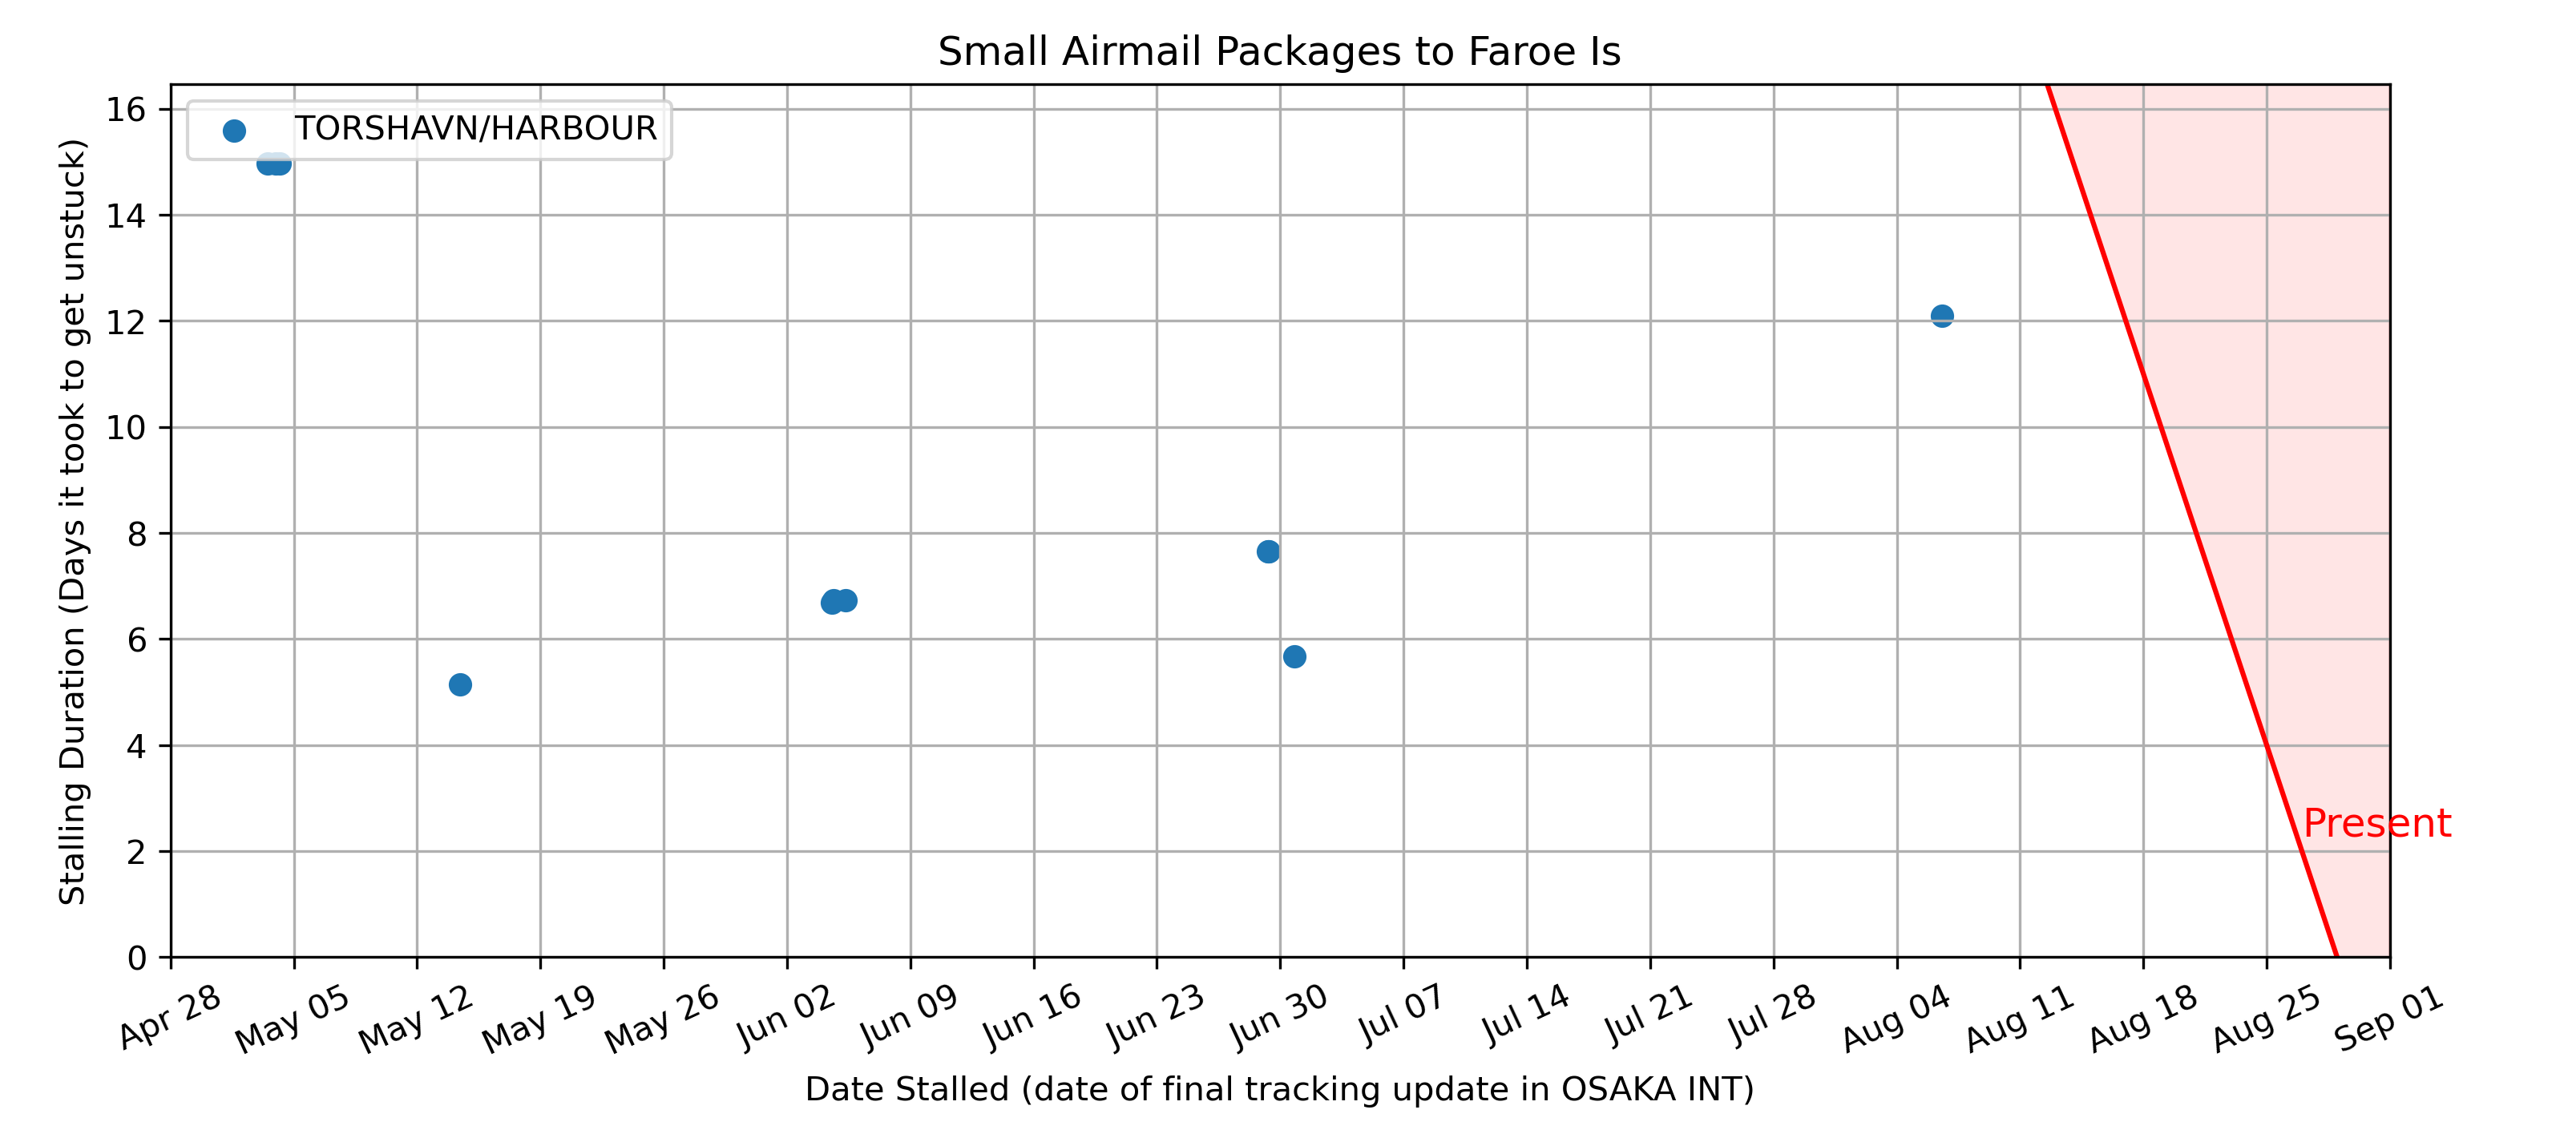 Small Airmail Packages to Faroe Is
TORSHAVN/HARBOUR
Stalling Duration (Days it took to get unstuck)
16
14
12
10
8
6
4
2
0
Present
Apr 28 May 05 May 12 May 19 May 26 Jun 02 Jun 09 Jun 16 Jun 23 Jun 30 Jul 07 Jul 14 Jul 21 Jul 28 Aug 04 Aug 11 Aug 18 Aug 25 Sep 01
Date Stalled (date of final tracking update in OSAKA INT)